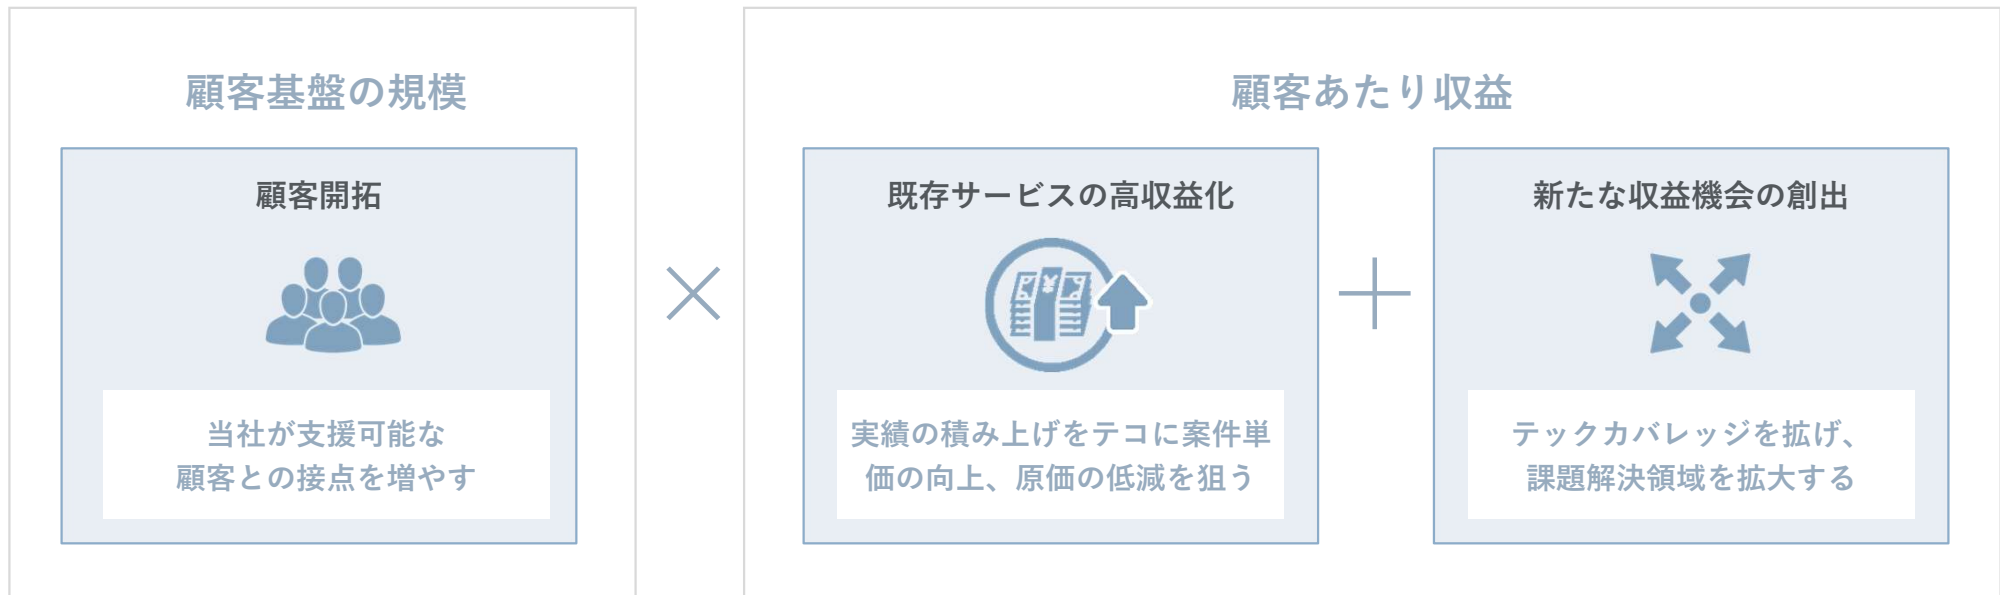 顧客基盤の規模
顧客開拓
当社が支援可能な
顧客との接点を増やす
×
顧客あたり収益
既存サービスの高収益化
¥
実績の積み上げをテコに案件単
価の向上、原価の低減を狙う
+
新たな収益機会の創出
テックカバレッジを拡げ、
課題解決領域を拡大する